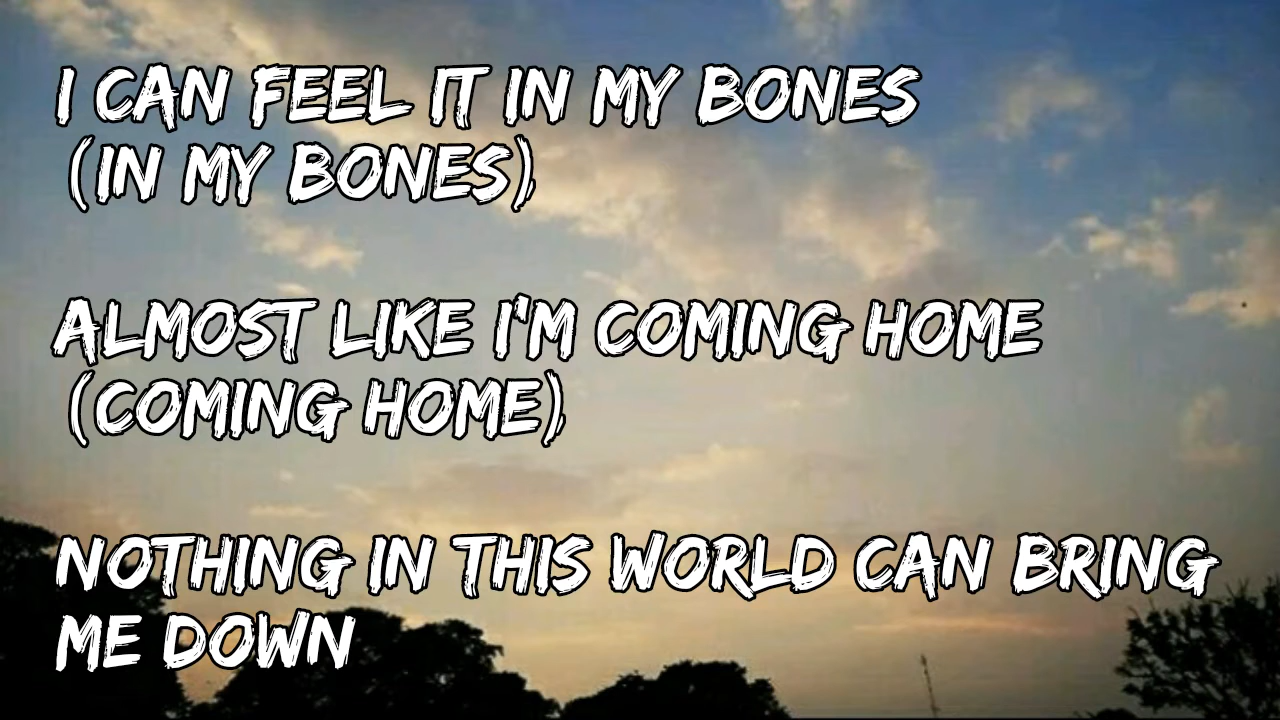 I CAN FEEL IT IN MY BONES
(IN MY BONES)
ALMOST LIKE I'M COMING HOME
(COMING HOME)
NOTHING IN THIS WORLD CAN BRING
ME DOWN